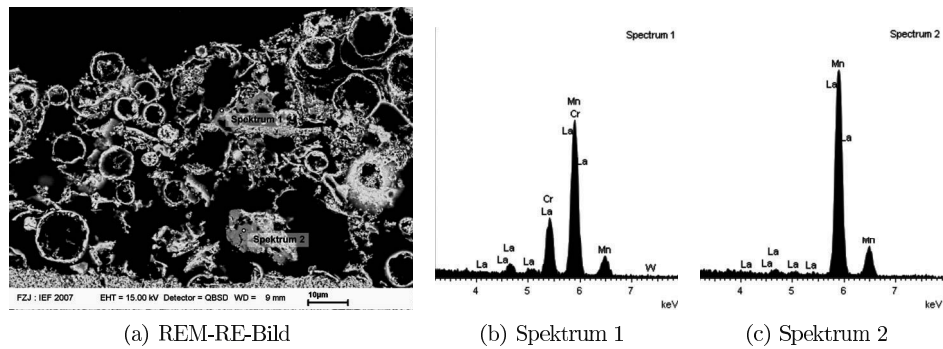 Spektrum 1
Spektrum 2
FZJ : IEF 2007 EHT = 15.00 kV Detector = QBSD WD = 9 mm 10µm
(a) REM-RE-Bild
Spectrum 1
Mn
Cr
La
La
Cr
La
La
La
La
La
Mn
W
4 5 6 7
keV
(b) Spektrum 1
Spectrum 2
Mn
La
La
Mn
La
La
La
La
4 5 6 7
keV
(c) Spektrum 2